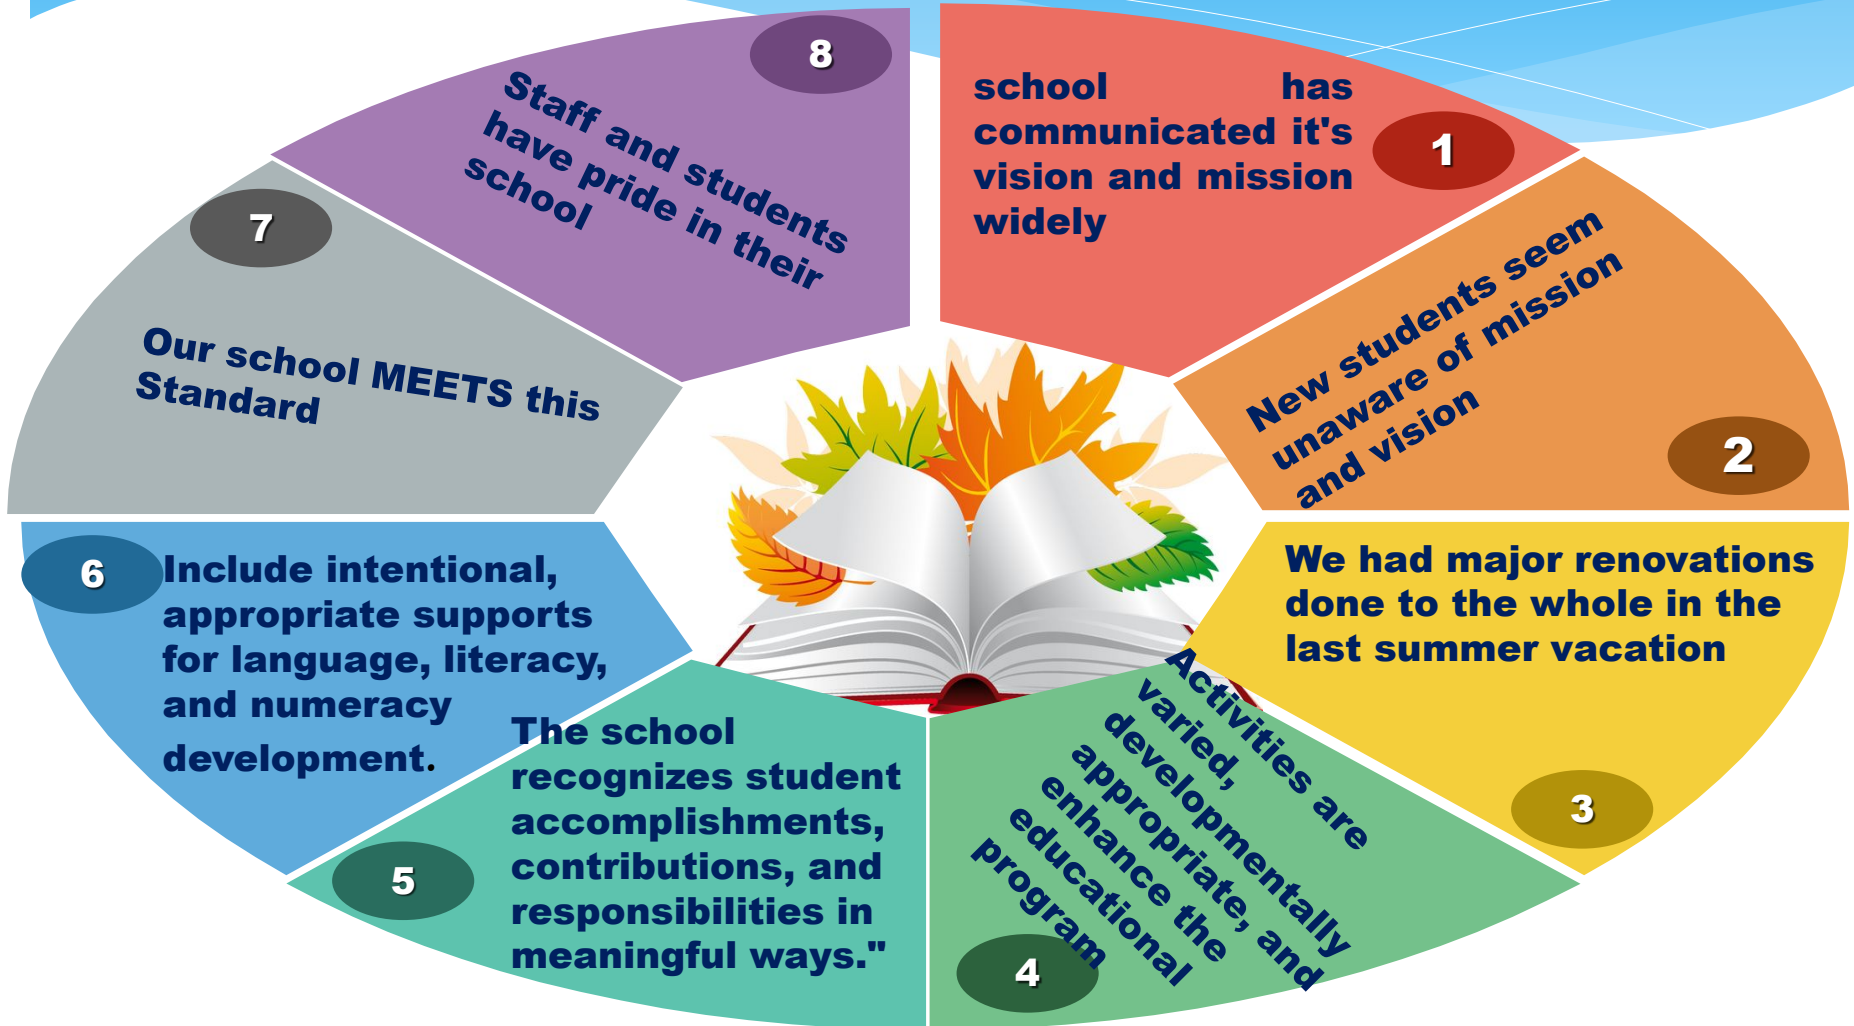 1
school has
communicated it's
vision and mission
widely
2
New students seem
unaware of mission
and vision
3
We had major renovations
done to the whole in the
last summer vacation
4
Activities are
varied,
developmentally
appropriate, and
enhance the
educational
program
5
The school
recognizes student
accomplishments,
contributions, and
responsibilities in
meaningful ways."
6
Include intentional,
appropriate supports
for language, literacy,
and numeracy
development.
7
Our school MEETS this
Standard
8
Staff and students
have pride in their
school